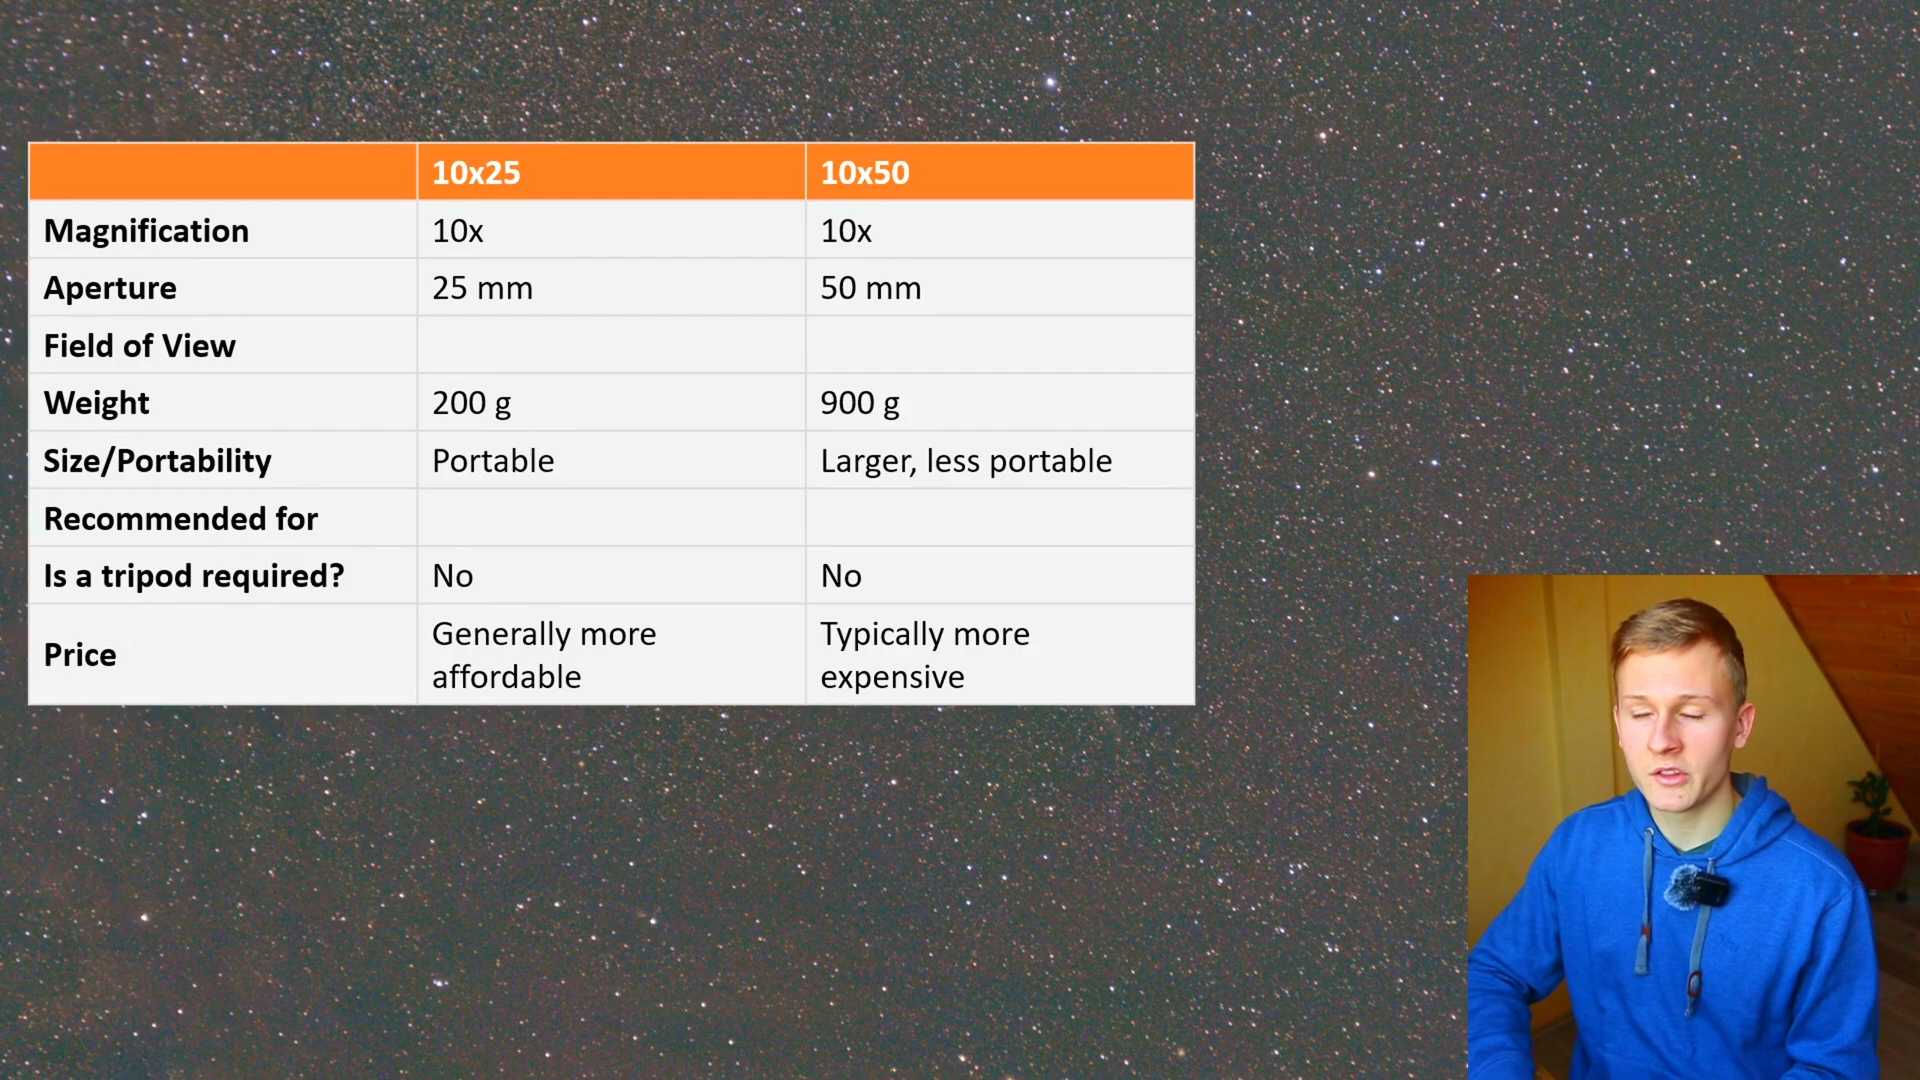 10x25 10x50
Magnification 10x 10x
Aperture 25 mm 50 mm
Field of View
Weight 200 g 900 g
Size/Portability Portable Larger, less portable
Recommended for
Is a tripod required? No No
Price Generally more affordable Typically more expensive